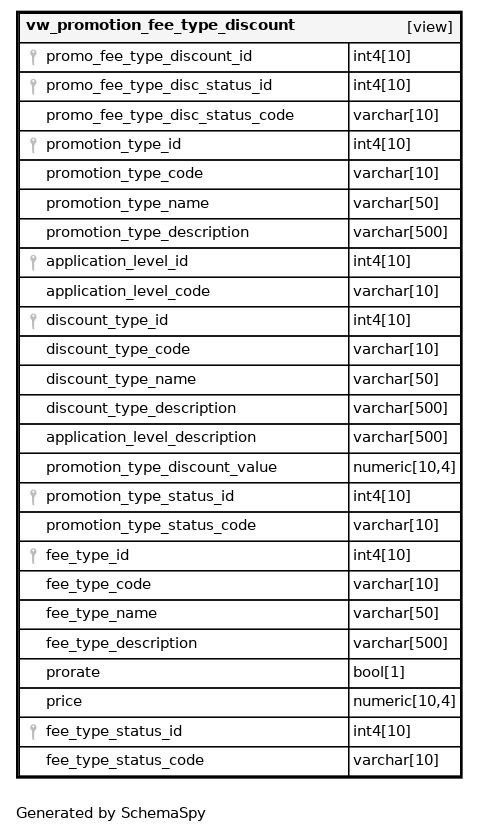 vw_promotion_fee_type_discount [view]
promo_fee_type_discount_id int4[10]
promo_fee_type_disc_status_id int4[10]
promo_fee_type_disc_status_code varchar[10]
promotion_type_id int4[10]
promotion_type_code varchar[10]
promotion_type_name varchar[50]
promotion_type_description varchar[500]
application_level_id int4[10]
application_level_code varchar[10]
discount_type_id int4[10]
discount_type_code varchar[10]
discount_type_name varchar[50]
discount_type_description varchar[500]
application_level_description varchar[500]
promotion_type_discount_value numeric[10,4]
promotion_type_status_id int4[10]
promotion_type_status_code varchar[10]
fee_type_id int4[10]
fee_type_code varchar[10]
fee_type_name varchar[50]
fee_type_description varchar[500]
prorate bool[1]
price numeric[10,4]
fee_type_status_id int4[10]
fee_type_status_code varchar[10]
Generated by SchemaSpy